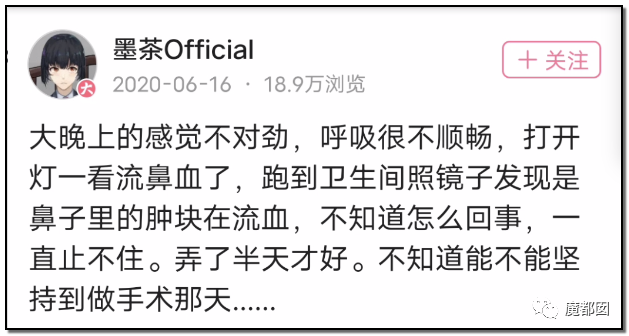 墨茶Official
+ 关注
2020-06-16 · 18.9万浏览
大
大晚上的感觉不对劲，呼吸很不顺畅，打开
灯一看流鼻血了，跑到卫生间照镜子发现是
鼻子里的肿块在流血，不知道怎么回事，一
直止不住。弄了半天才好。不知道能不能坚
持到做手术那天......
魔都囡